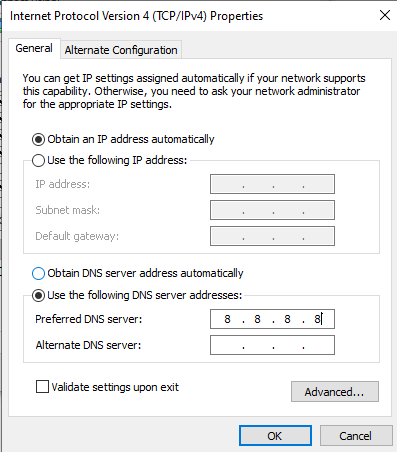 Internet Protocol Version 4 (TCP/IPv4) Properties
General Alternate Configuration
You can get IP settings assigned automatically if your network supports
this capability. Otherwise, you need to ask your network administrator
for the appropriate IP settings.
Obtain an IP address automatically
Use the following IP address:
IP address: . . .
Subnet mask: . . .
Default gateway: . . .
Obtain DNS server address automatically
Use the following DNS server addresses:
Preferred DNS server: 8 . 8 . 8 . 8
Alternate DNS server: . . .
Validate settings upon exit
Advanced...
OK Cancel